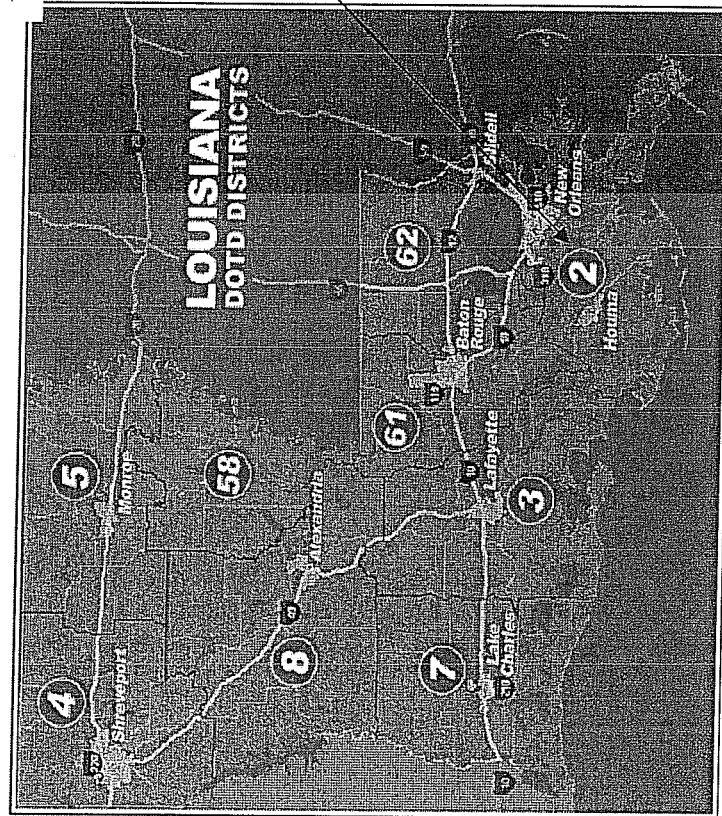 LOUISIANA
DOTD DISTRICTS
4
Shreveport
5
Monroe
58
Alexandria
8
61
62
Baton
Rouge
Slidell
New
Orleans
2
Houma
Lafayette
3
7
Lake
Charles